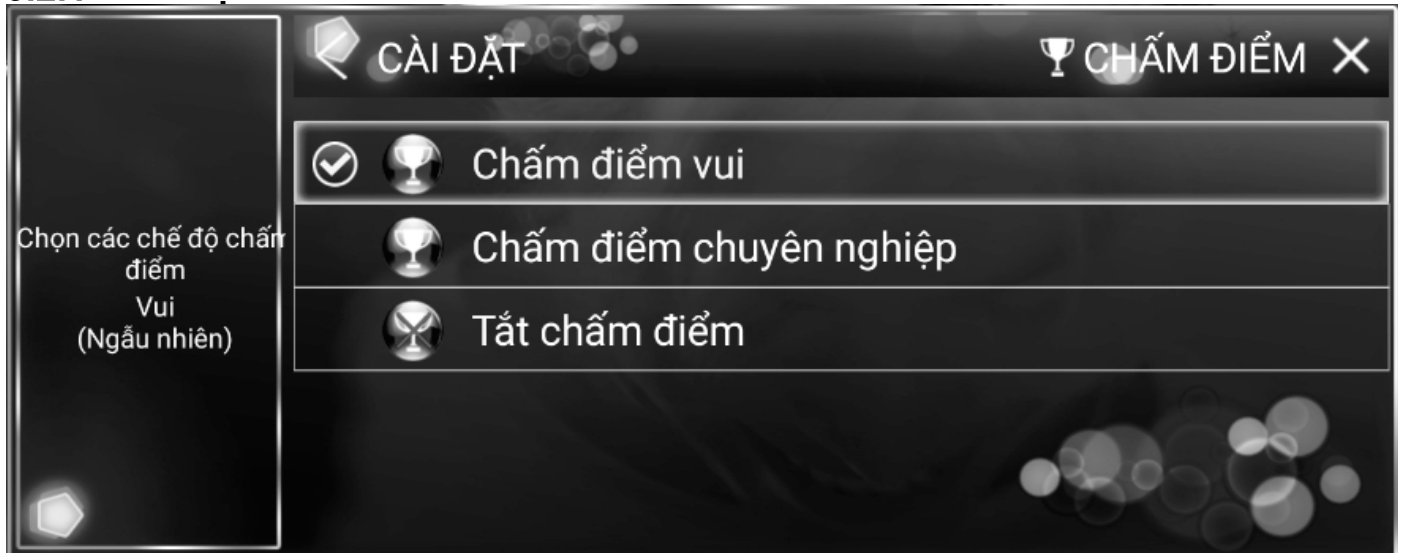 CÀI ĐẶT
CHẤM ĐIỂM
Chấm điểm vui
Chấm điểm chuyên nghiệp
Tắt chấm điểm
Chọn các chế độ chấm
điểm
Vui
(Ngẫu nhiên)